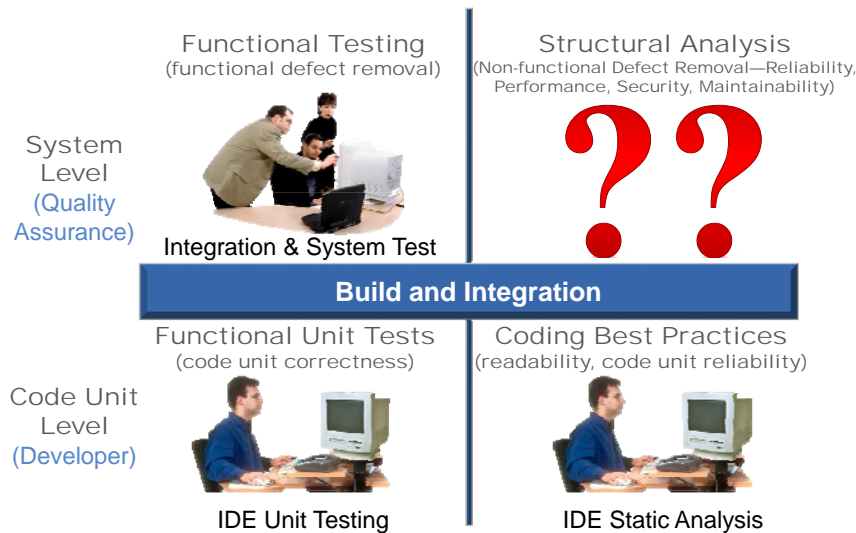 Functional Testing
(functional defect removal)
Structural Analysis
(Non-functional Defect Removal—Reliability,
Performance, Security, Maintainability)
??
System
Level
(Quality
Assurance)
Integration & System Test
Build and Integration
Functional Unit Tests
(code unit correctness)
Coding Best Practices
(readability, code unit reliability)
Code Unit
Level
(Developer)
IDE Unit Testing
IDE Static Analysis